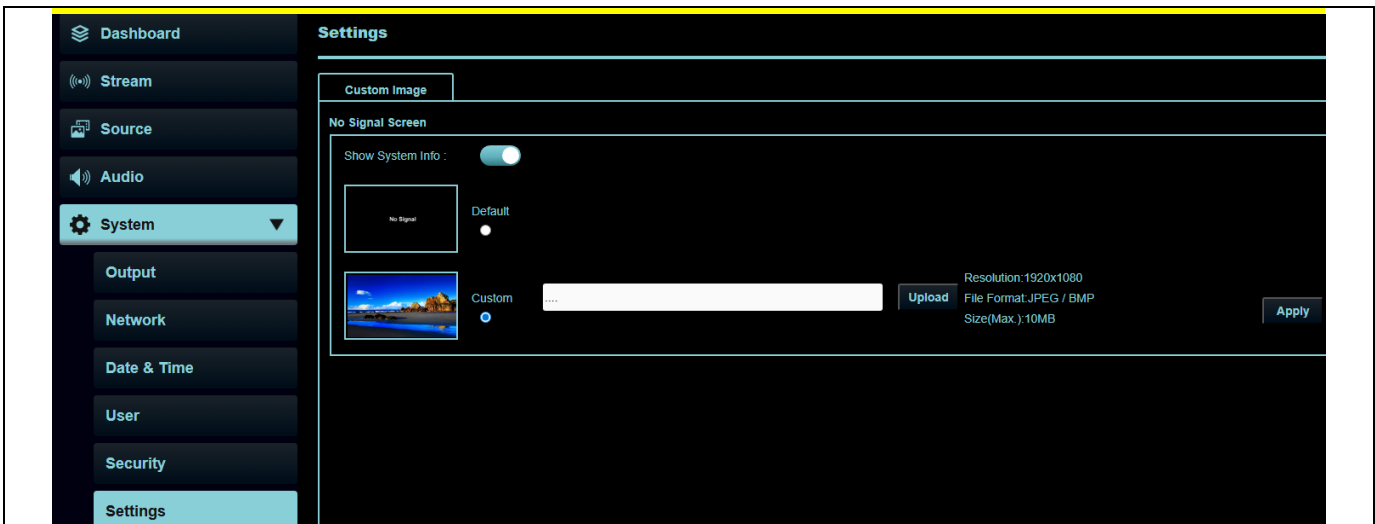 Dashboard
Stream
Source
Audio
System
Output
Network
Date & Time
User
Security
Settings
Settings
Custom Image
No Signal Screen
Show System Info :
No Signal
Default
Custom
....
Upload
Resolution:1920x1080
File Format:JPEG / BMP
Size(Max.):10MB
Apply